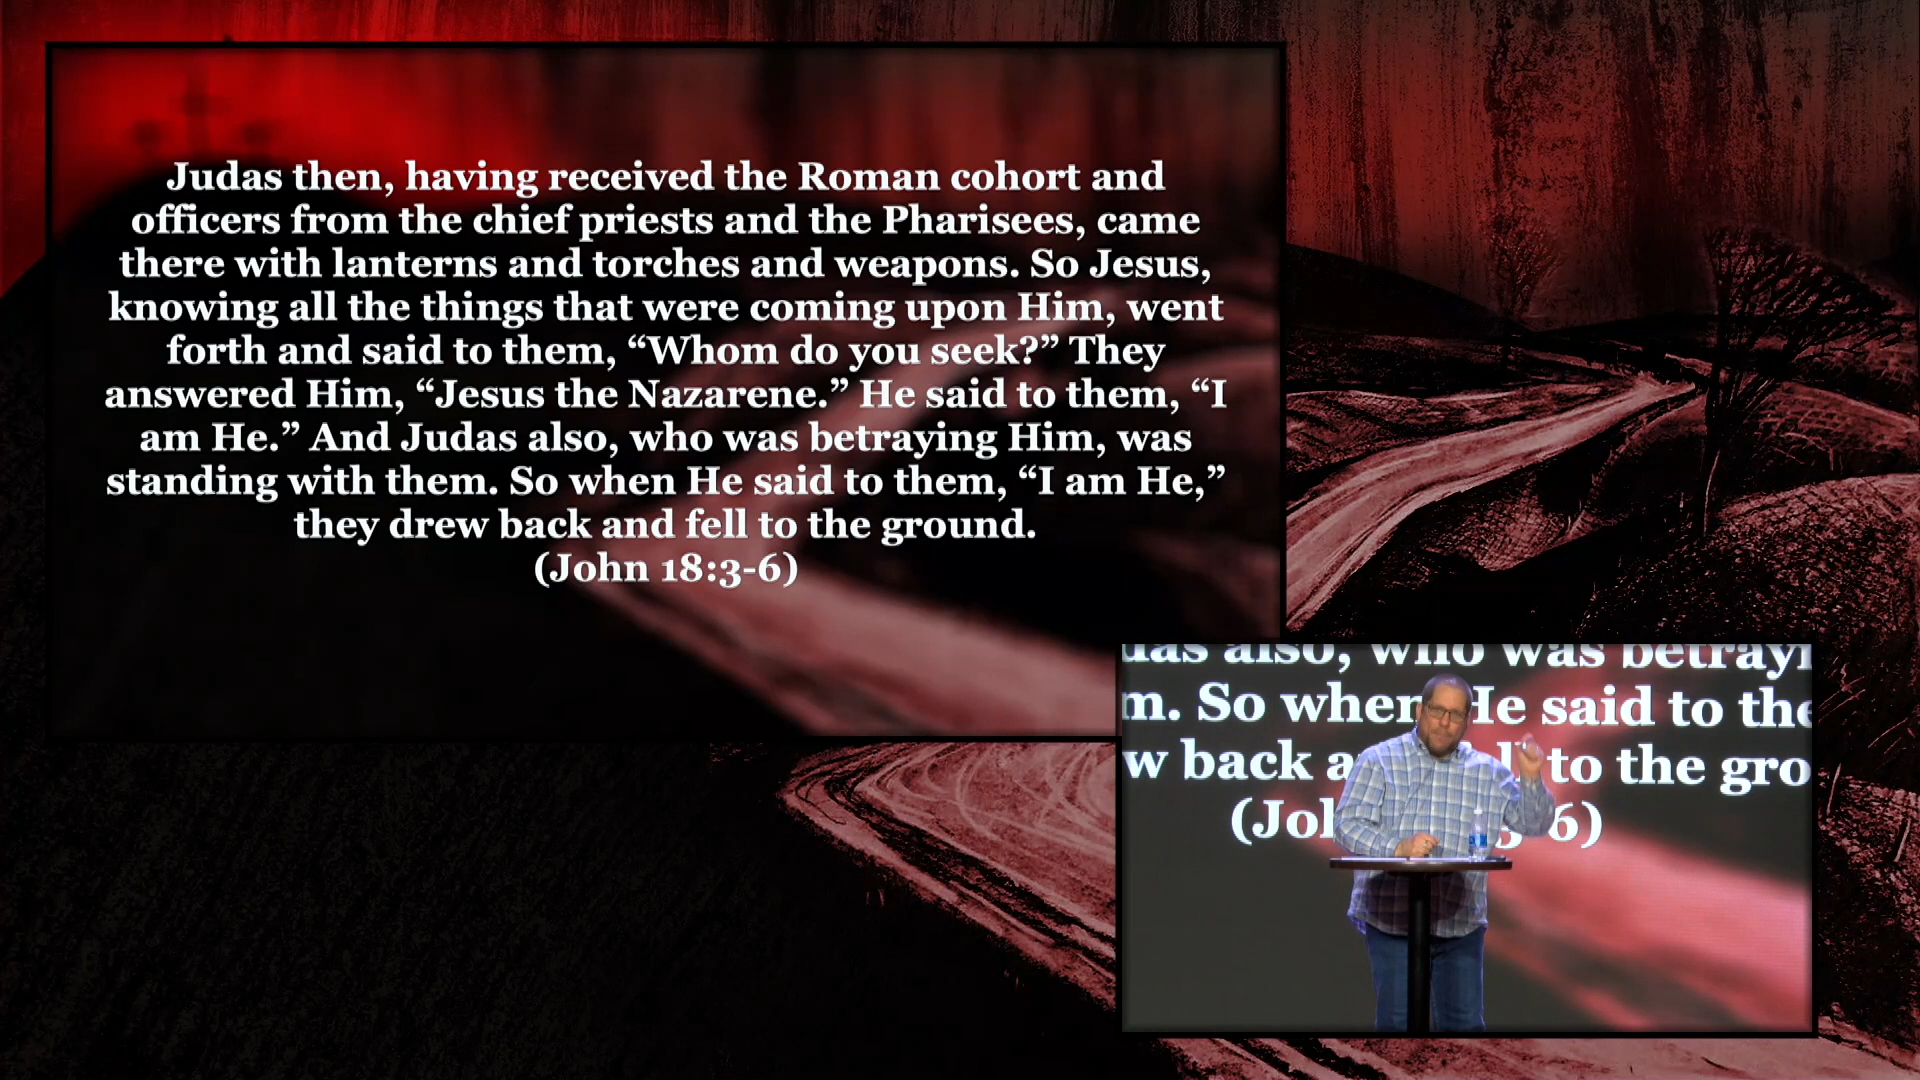 Judas then, having received the Roman cohort and
officers from the chief priests and the Pharisees, came
there with lanterns and torches and weapons. So Jesus,
knowing all the things that were coming upon Him, went
forth and said to them, “Whom do you seek?” They
answered Him, “Jesus the Nazarene.” He said to them, “I
am He.” And Judas also, who was betraying Him, was
standing with them. So when He said to them, “I am He,”
they drew back and fell to the ground.
(John 18:3-6)
also, who was
m. So when He said to the
w back to the gro
6)